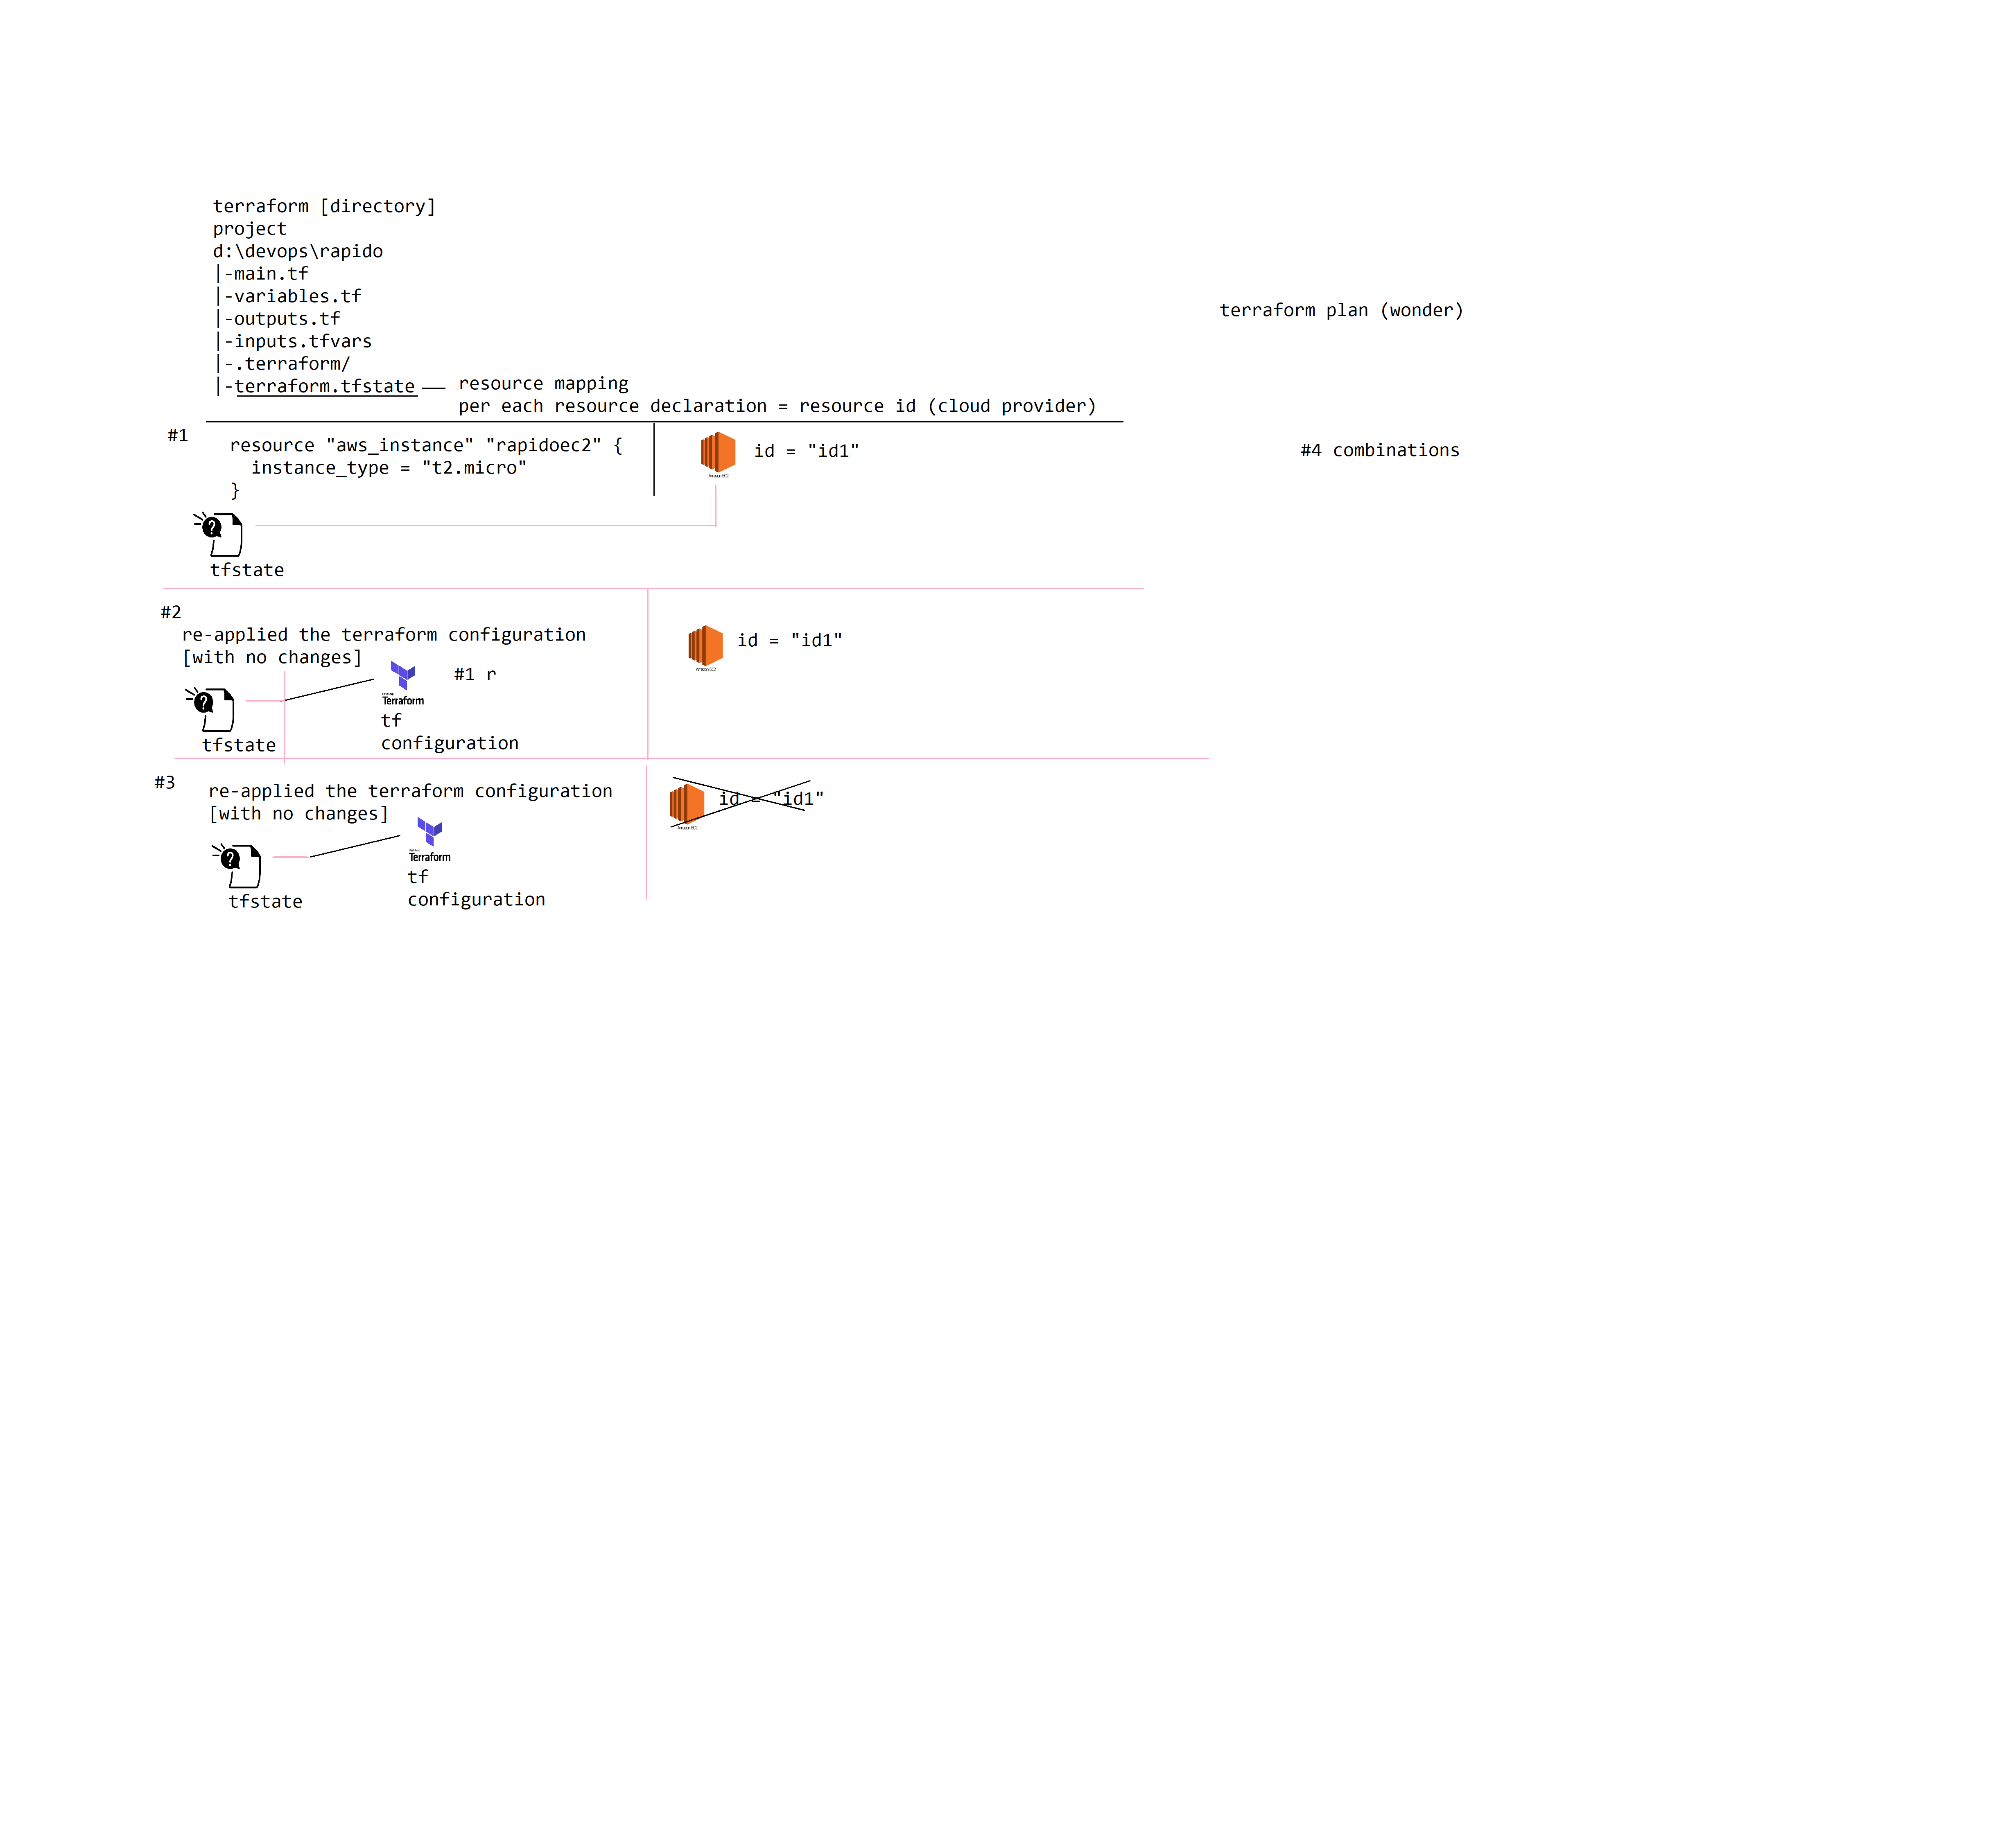 terraform [directory]
project
d:\devops\rapido
|-main.tf
|-variables.tf
|-outputs.tf
|-inputs.tfvars
|-.terraform/
|-terraform.tfstate
resource mapping
per each resource declaration = resource id (cloud provider)
terraform plan (wonder)
#4 combinations
#1
resource "aws_instance" "rapidoec2" {
  instance_type = "t2.micro"
}
Amazon EC2
id = "id1"
tfstate
#2
re-applied the terraform configuration
[with no changes]
#1 r
Terraform
tf
configuration
tfstate
Amazon EC2
id = "id1"
#3
re-applied the terraform configuration
[with no changes]
Terraform
tf
configuration
tfstate
Amazon EC2
id = "id1"